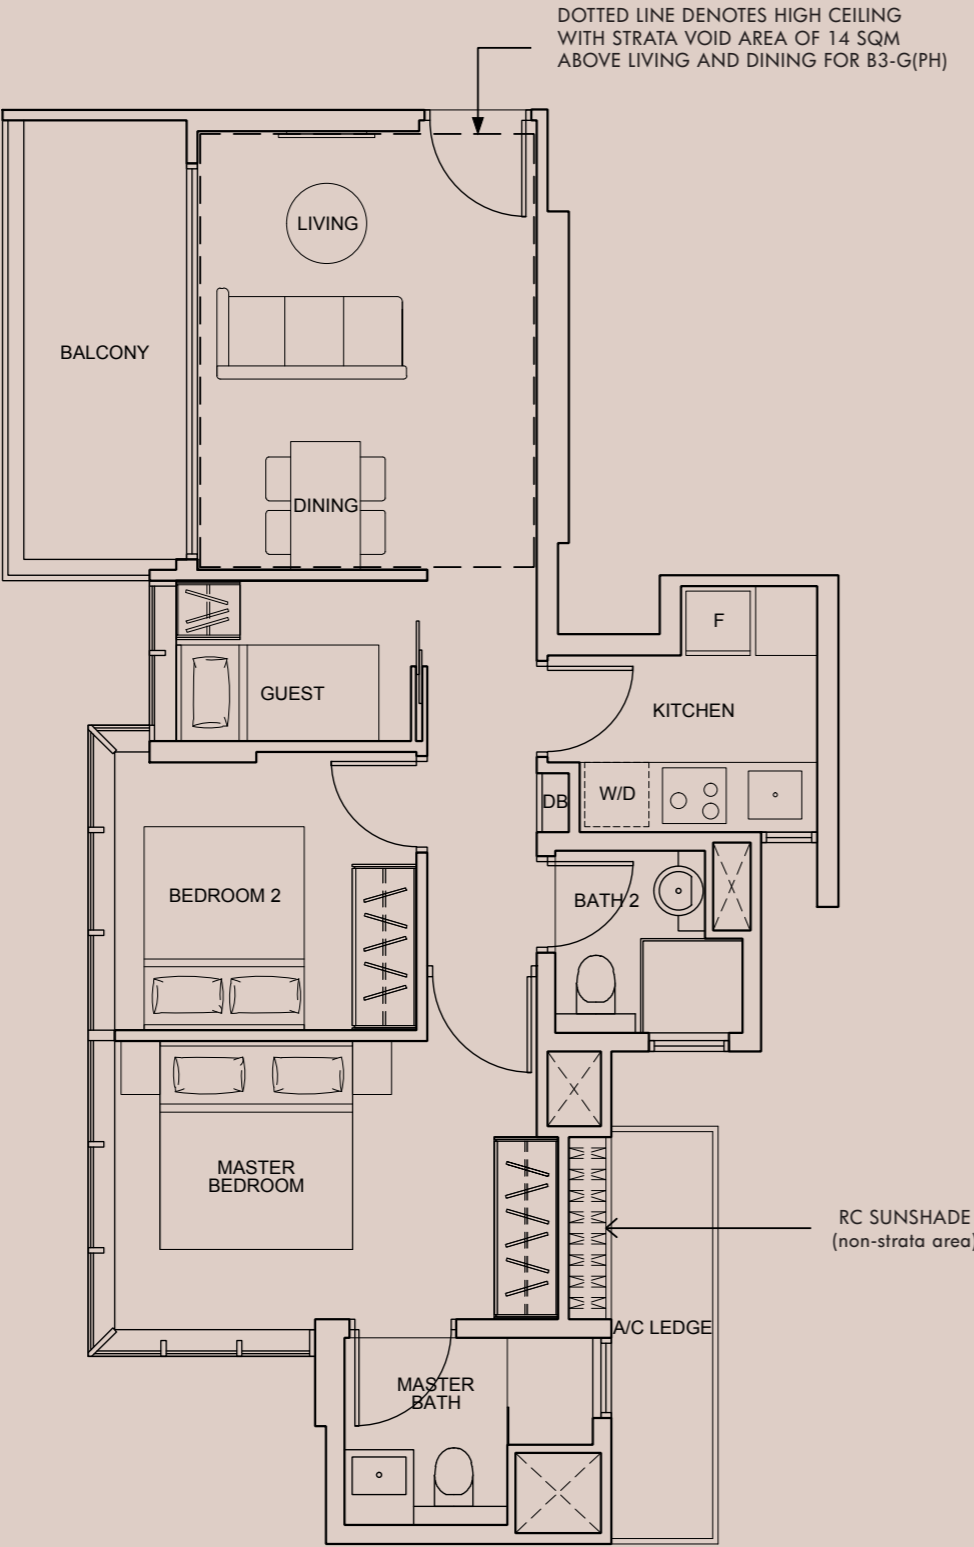 DOTTED LINE DENOTES HIGH CEILING
WITH STRATA VOID AREA OF 14 SQM
ABOVE LIVING AND DINING FOR B3-G(PH)
LIVING
BALCONY
DINING
F
GUEST
KITCHEN
DB
W/D
BEDROOM 2
BATH 2
MASTER
BEDROOM
RC SUNSHADE
(non-strata area)
A/C LEDGE
MASTER
BATH